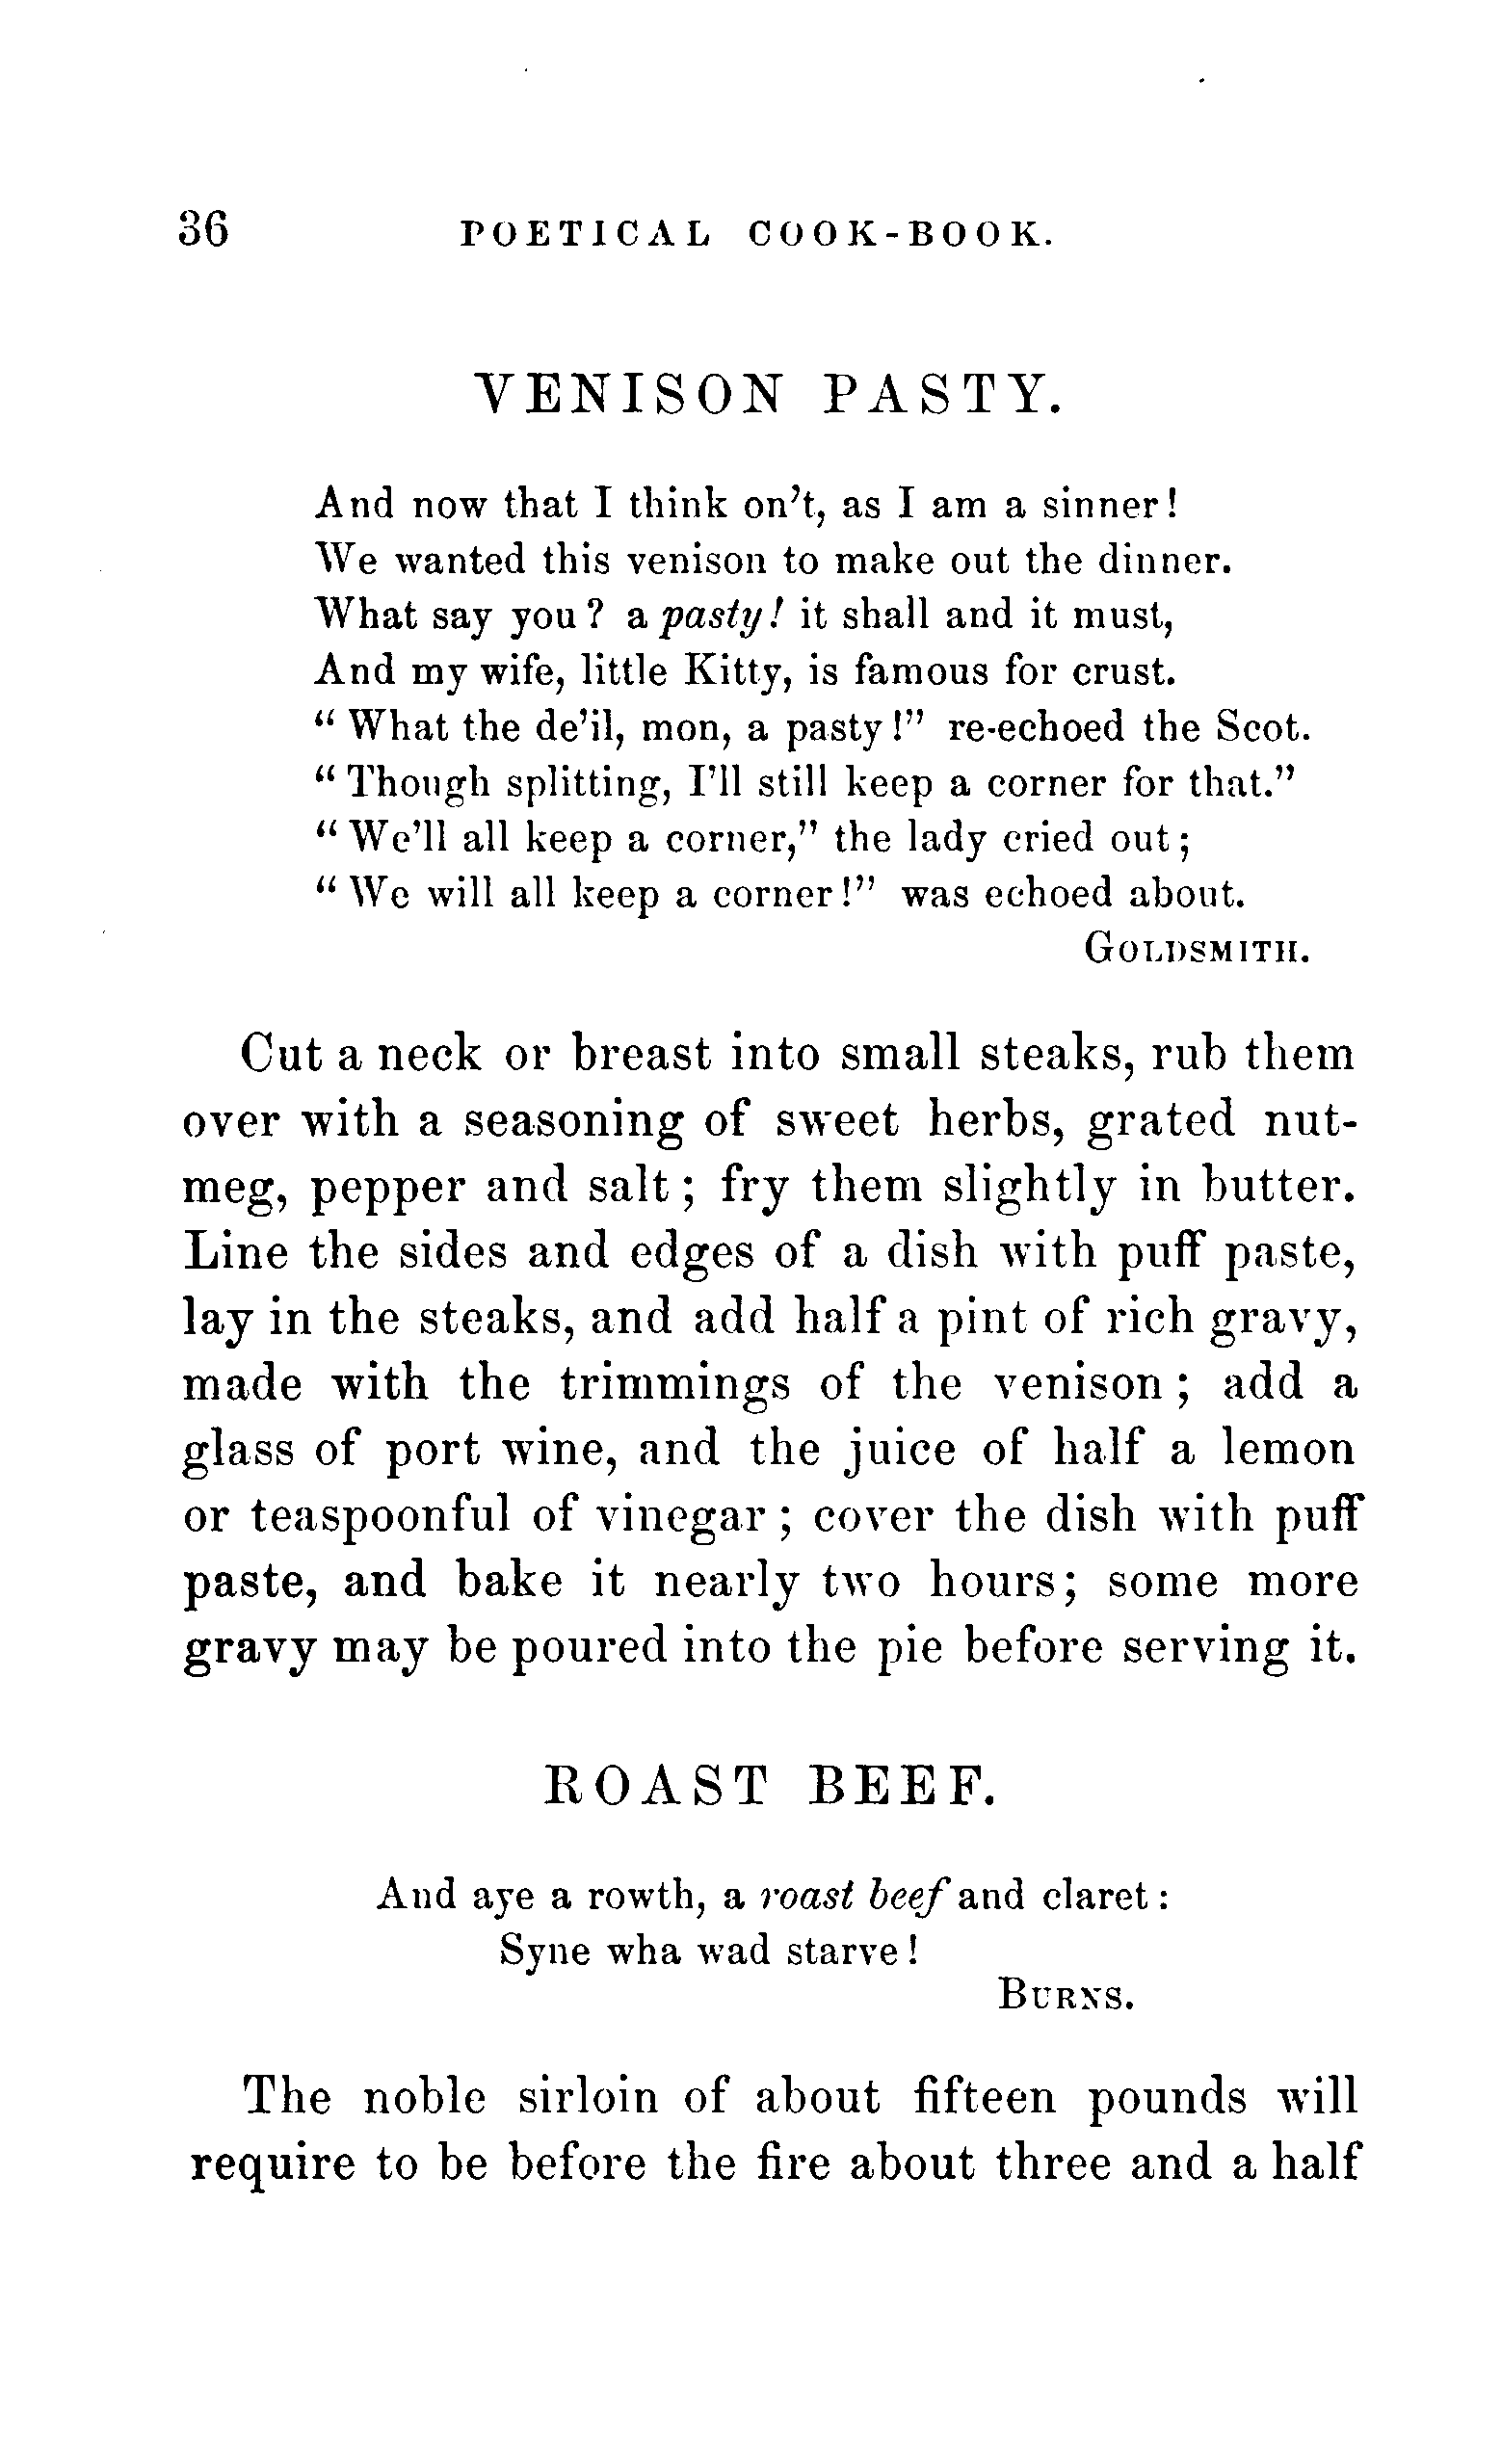 36 POETICAL COOK-BOOK.
VENISON PASTY.
And now that I think on't, as I am a sinner!
We wanted this venison to make out the dinner.
What say you? a pasty! it shall and it must,
And my wife, little Kitty, is famous for crust.
"What the de'il, mon, a pasty!" re-echoed the Scot.
"Though splitting, I'll still keep a corner for that."
"We'll all keep a corner," the lady cried out;
"We will all keep a corner!" was echoed about.
GOLDSMITH.
Cut a neck or breast into small steaks, rub them
over with a seasoning of sweet herbs, grated nut-
meg, pepper and salt; fry them slightly in butter.
Line the sides and edges of a dish with puff paste,
lay in the steaks, and add half a pint of rich gravy,
made with the trimmings of the venison; add a
glass of port wine, and the juice of half a lemon
or teaspoonful of vinegar; cover the dish with puff
paste, and bake it nearly two hours; some more
gravy may be poured into the pie before serving it.
ROAST BEEF.
And aye a rowth, a roast beef and claret:
Syne wha wad starve!
BURNS.
The noble sirloin of about fifteen pounds will
require to be before the fire about three and a half